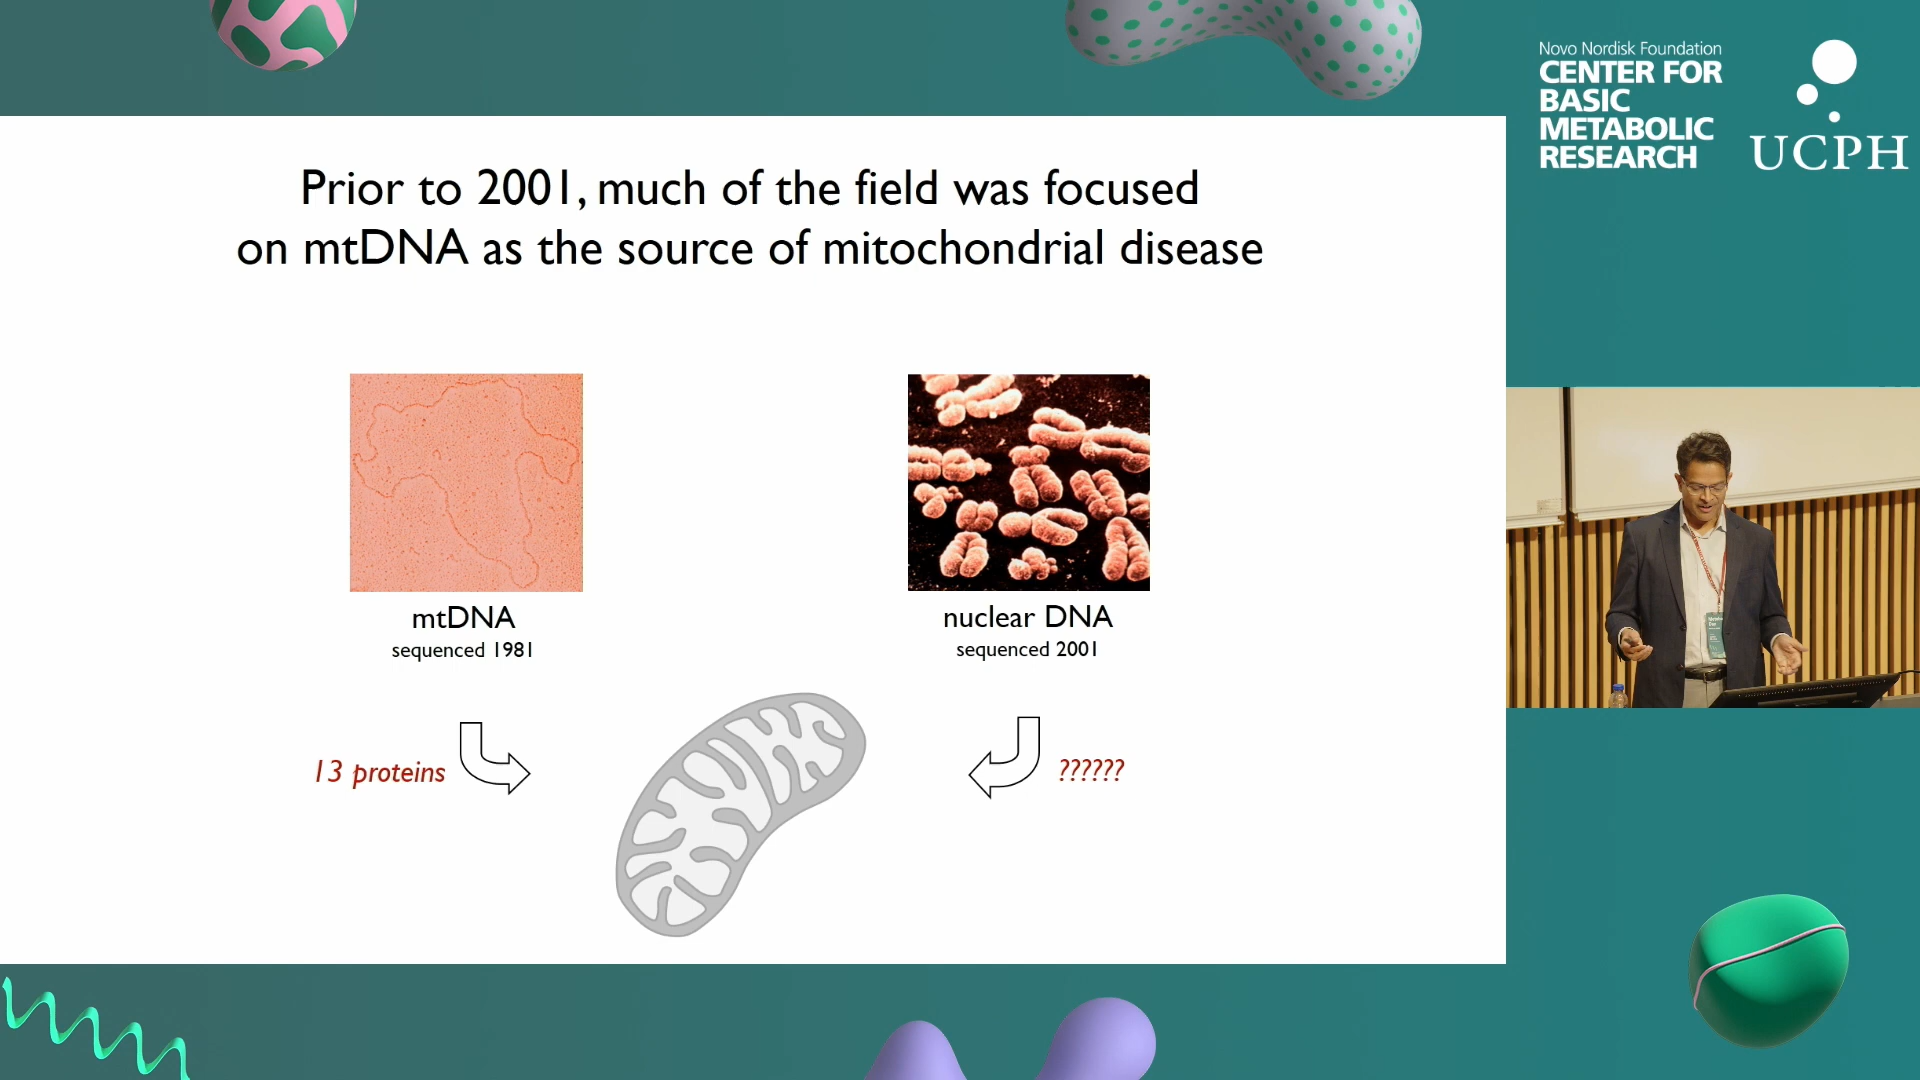 Prior to 2001, much of the field was focused
on mtDNA as the source of mitochondrial disease
mtDNA
sequenced 1981
nuclear DNA
sequenced 2001
13 proteins
??????
Novo Nordisk Foundation
CENTER FOR
BASIC
METABOLIC
RESEARCH
UCPH